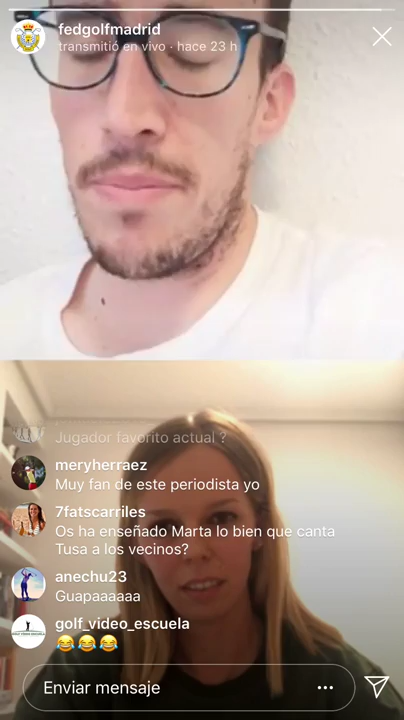 fedgolfmadrid
transmitió en vivo · hace 23 h
Jugador favorito actual ?
meryherraez
Muy fan de este periodista yo
7fatscarriles
Os ha enseñado Marta lo bien que canta
Tusa a los vecinos?
anechu23
Guapaaaaaa
golf_video_escuela
😂😂😂
Enviar mensaje